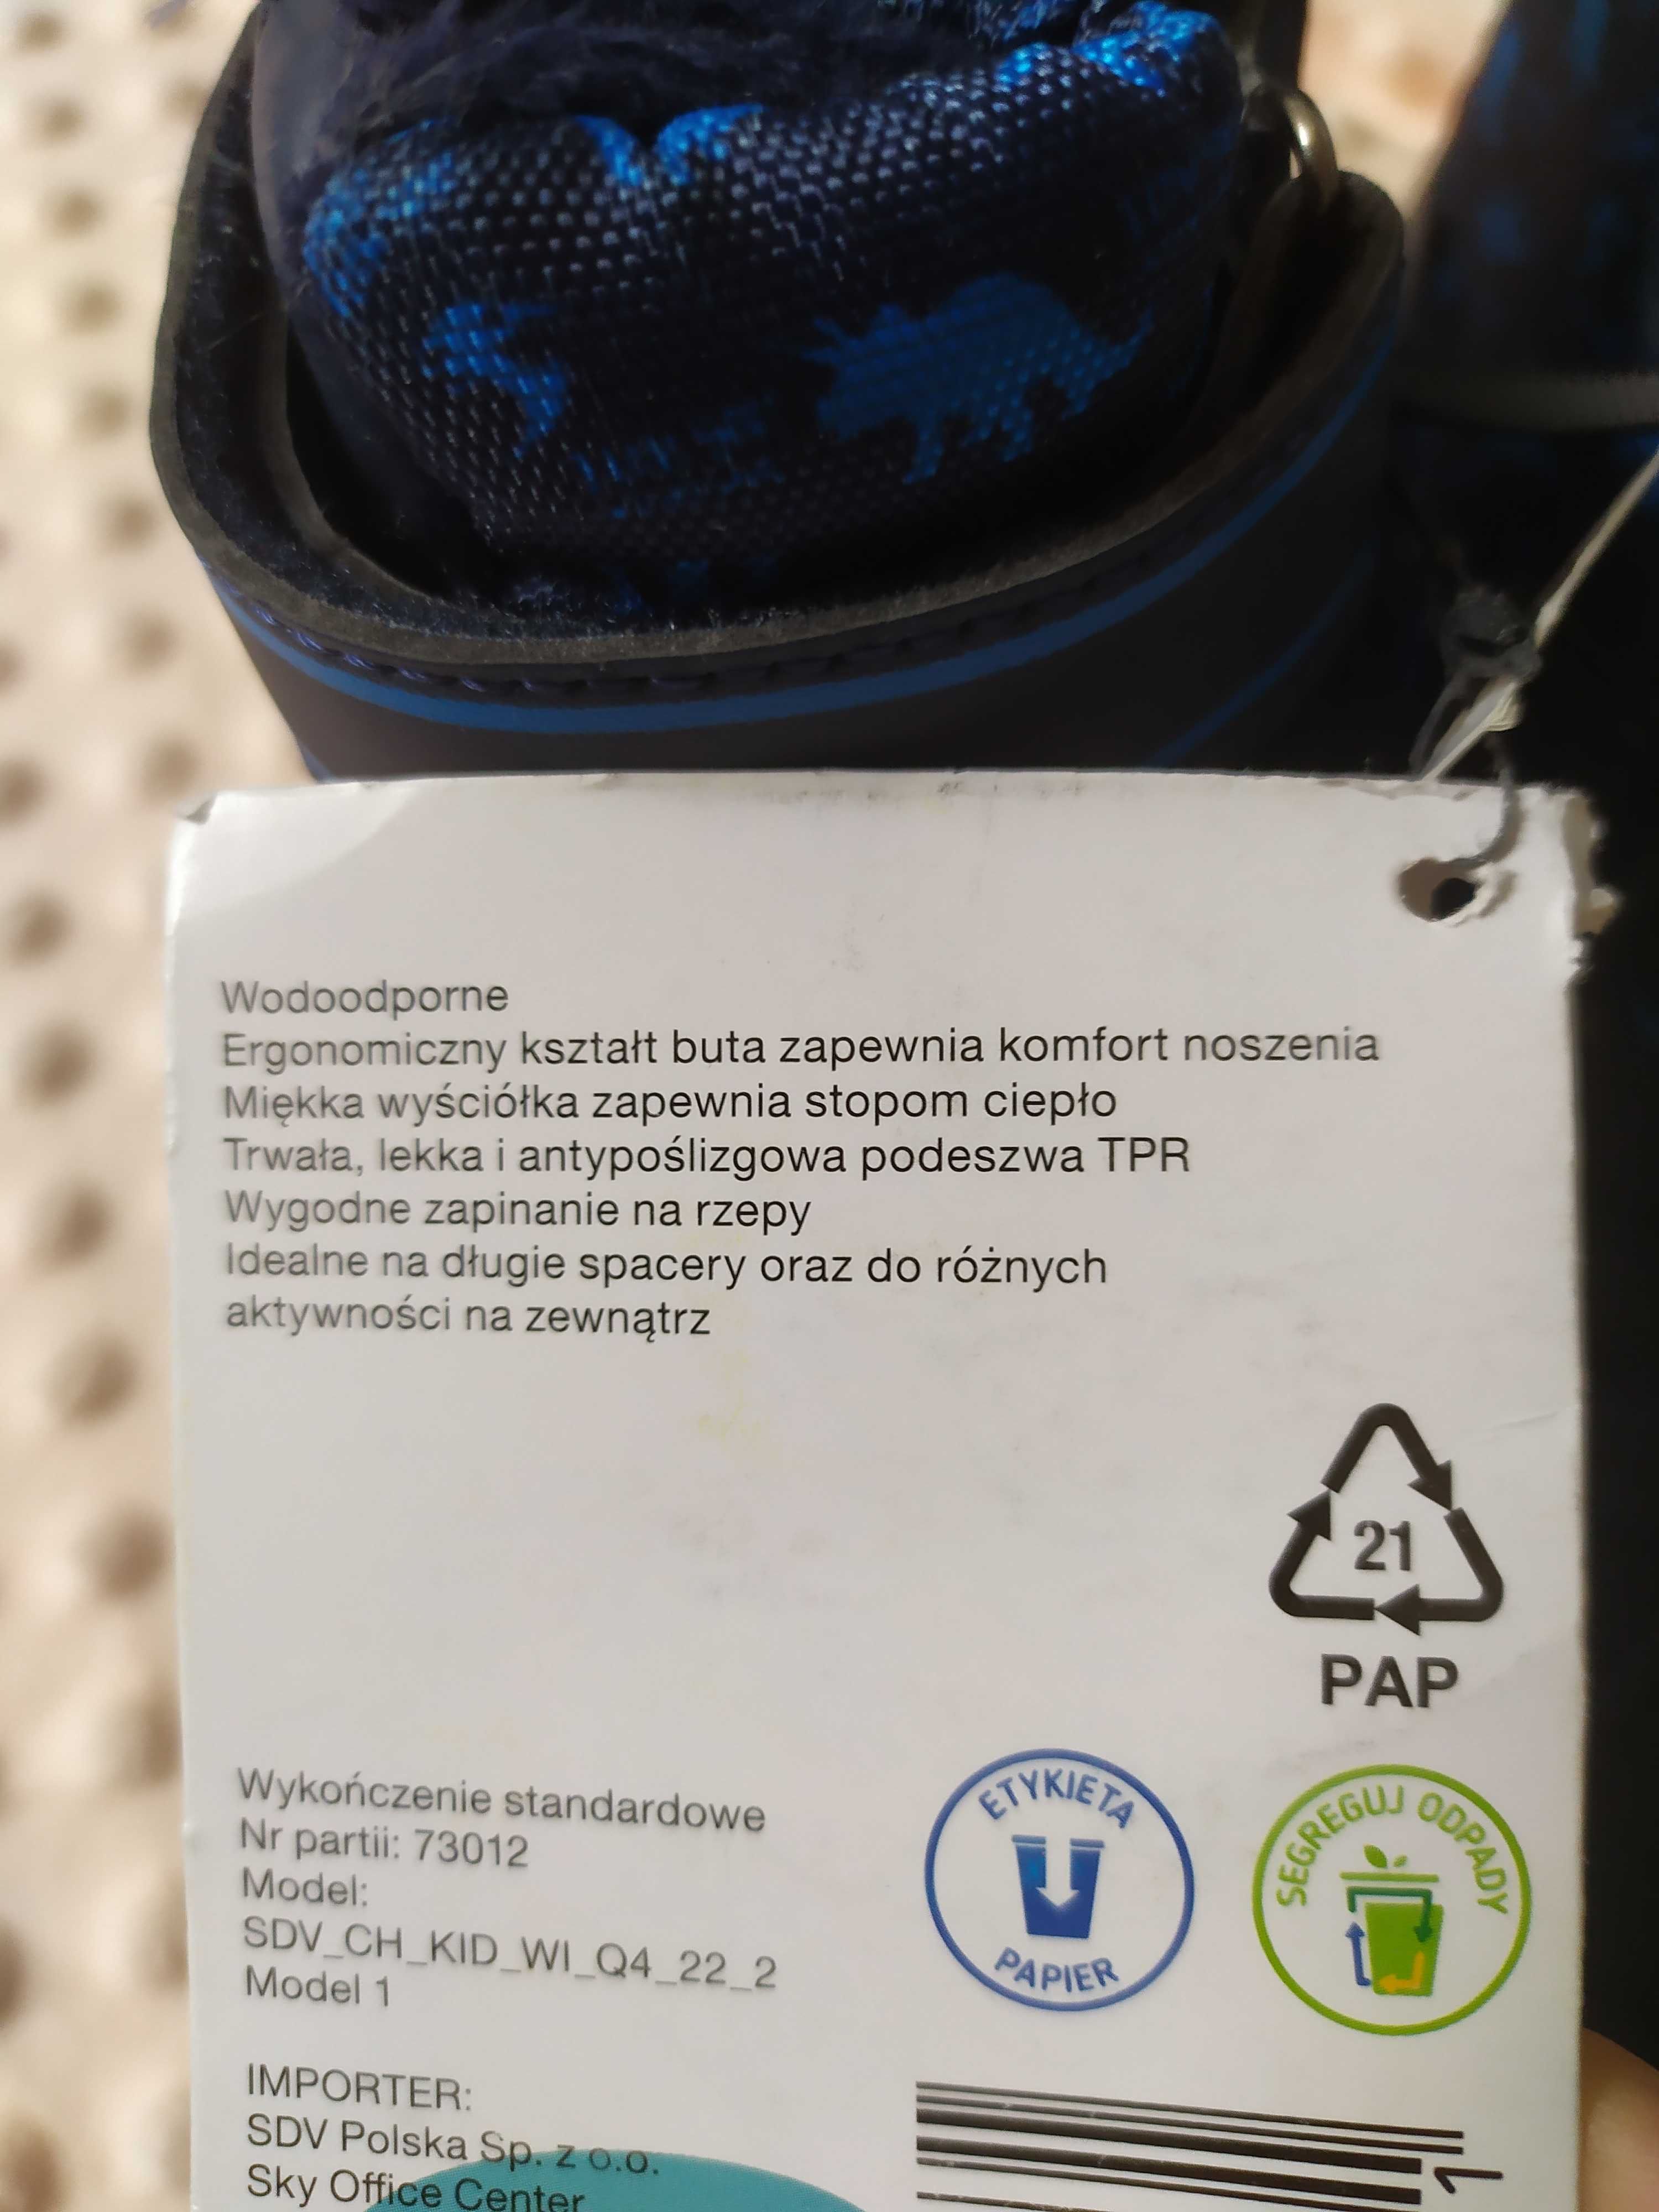 Wodoodporne
Ergonomiczny kształt buta zapewnia komfort noszenia
Miękka wyściółka zapewnia stopom ciepło
Trwała, lekka i antypoślizgowa podeszwa TPR
Wygodne zapinanie na rzepy
Idealne na długie spacery oraz do różnych
aktywności na zewnątrz
21
PAP
Wykończenie standardowe
Nr partii: 73012
Model:
SDV_CH_KID_WI_Q4_22_2
Model 1
ETYKIETA
PAPIER
SEGREGUJ ODPADY
IMPORTER:
SDV Polska Sp. z o.o.
Sky Office Center
1